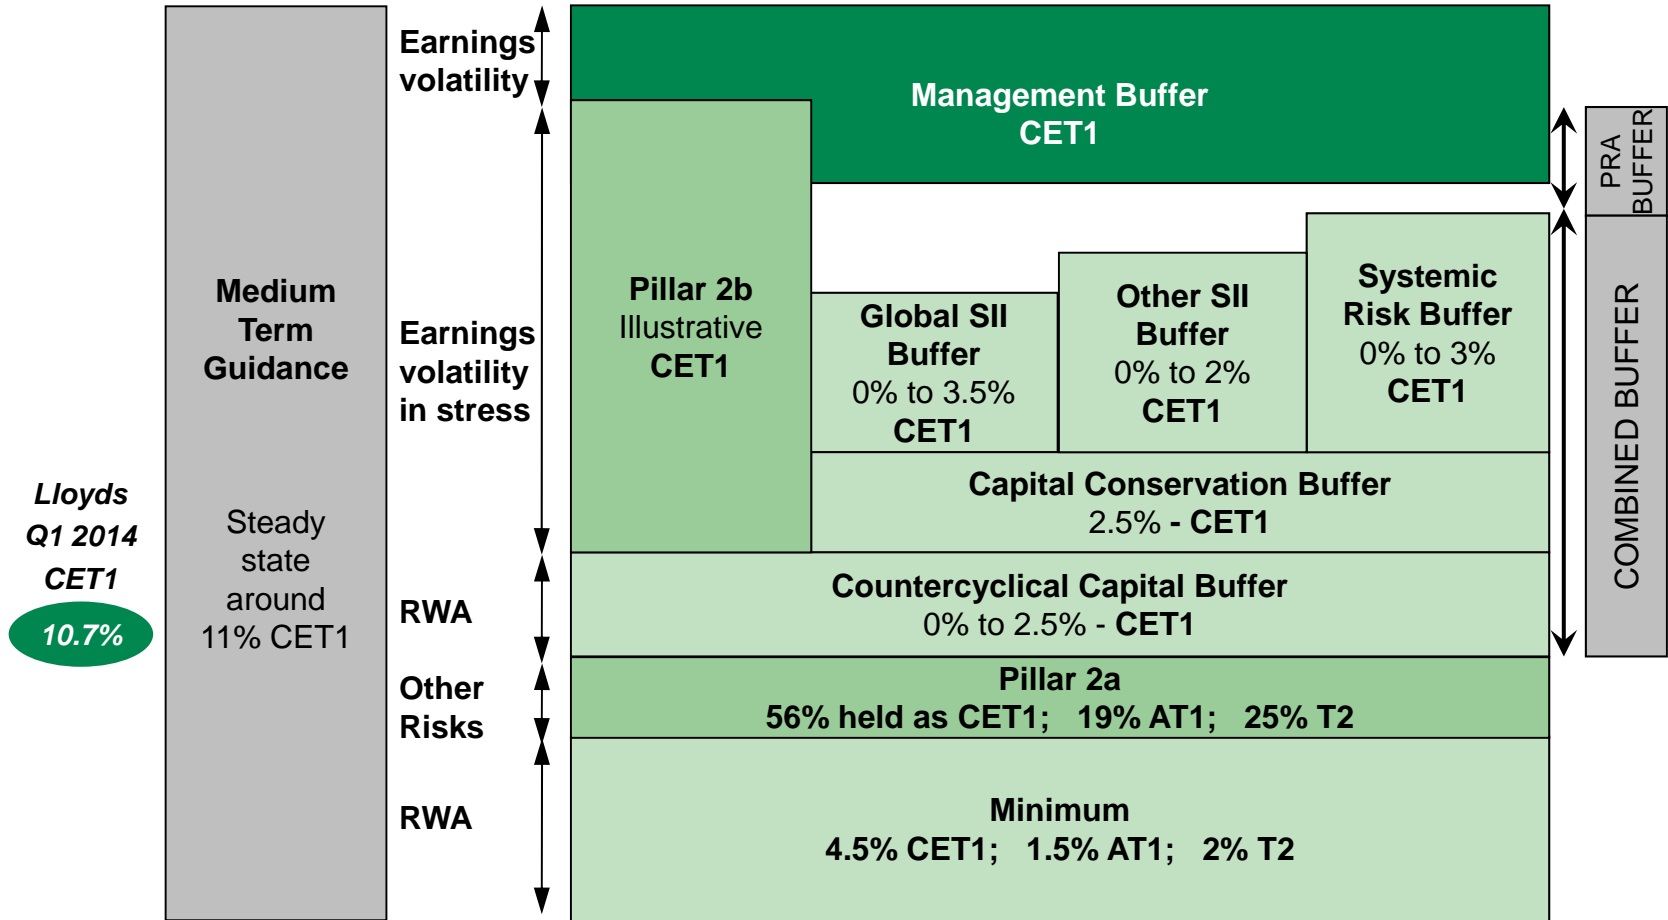 Lloyds
Q1 2014
CET1
10.7%
Medium
Term
Guidance
Steady
state
around
11% CET1
Earnings
volatility
Earnings
volatility
in stress
RWA
Other
Risks
RWA
Management Buffer
CET1
Pillar 2b
Illustrative
CET1
Global SII
Buffer
0% to 3.5%
CET1
Other SII
Buffer
0% to 2%
CET1
Systemic
Risk Buffer
0% to 3%
CET1
Capital Conservation Buffer
2.5% - CET1
Countercyclical Capital Buffer
0% to 2.5% - CET1
Pillar 2a
56% held as CET1; 19% AT1; 25% T2
Minimum
4.5% CET1; 1.5% AT1; 2% T2
PRA
BUFFER
COMBINED BUFFER